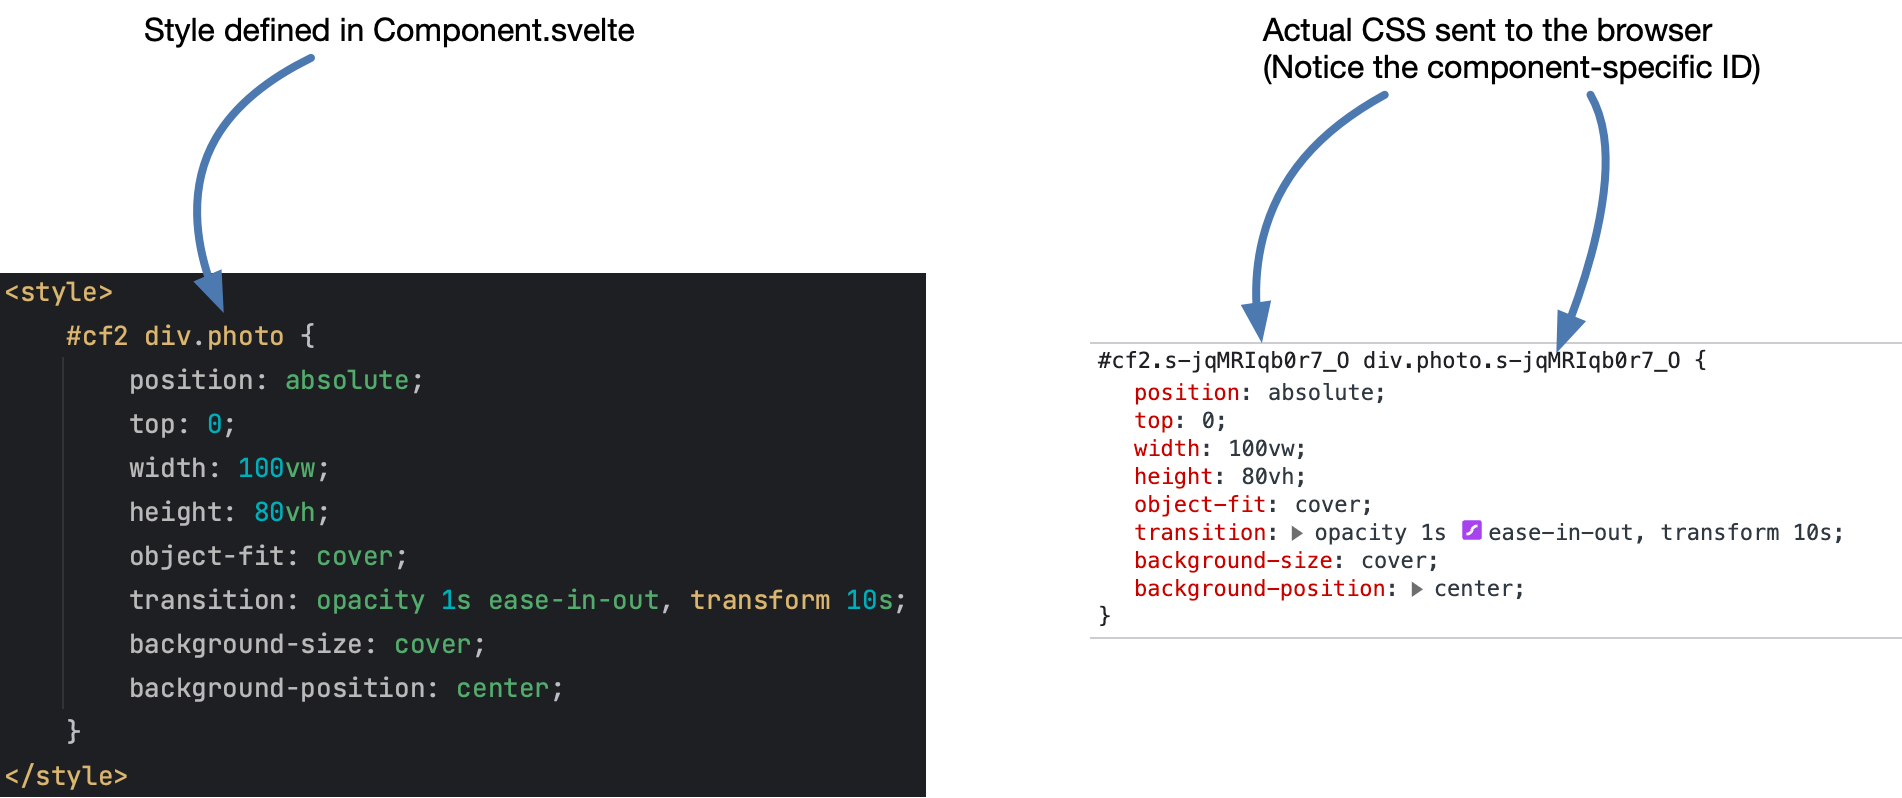 Style defined in Component.svelte
<style>
#cf2 div.photo {
position: absolute;
top: 0;
width: 100vw;
height: 80vh;
object-fit: cover;
transition: opacity 1s ease-in-out, transform 10s;
background-size: cover;
background-position: center;
}
</style>
Actual CSS sent to the browser
(Notice the component-specific ID)
#cf2.s-jqMRIqb0r7_O div.photo.s-jqMRIqb0r7_O {
position: absolute;
top: 0;
width: 100vw;
height: 80vh;
object-fit: cover;
transition: opacity 1s ease-in-out, transform 10s;
background-size: cover;
background-position: center;
}